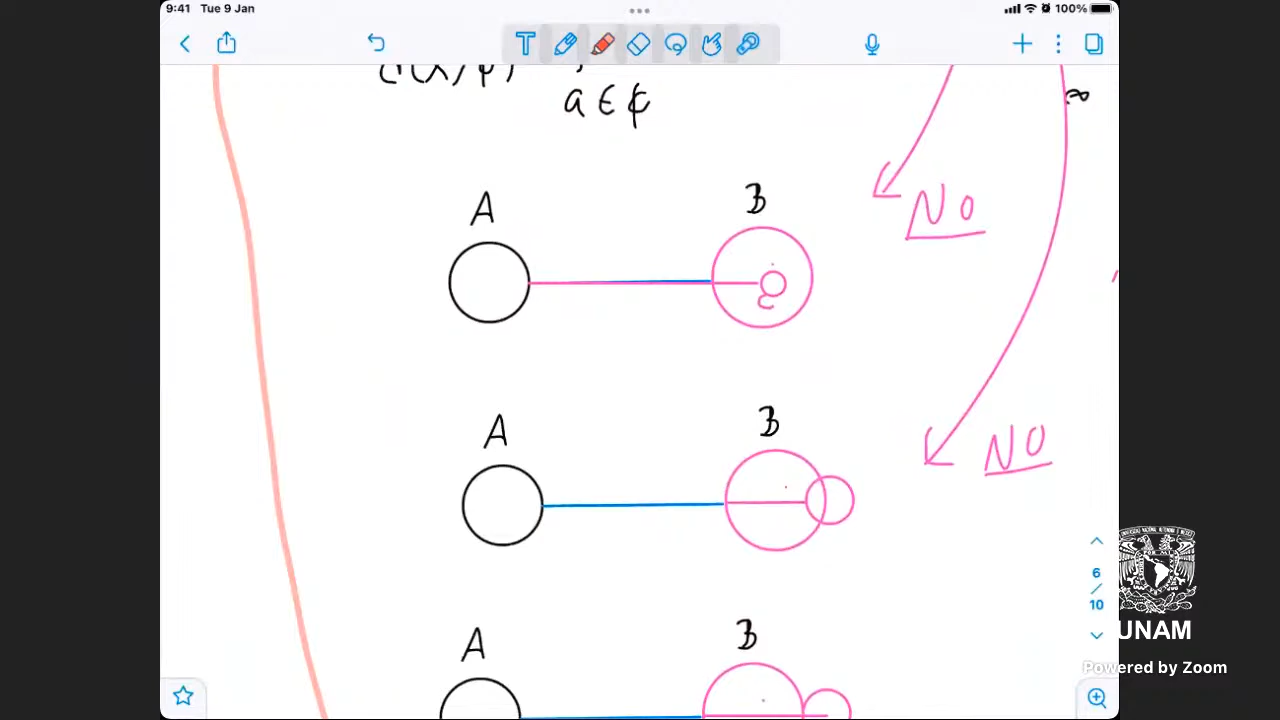 9:41 Tue 9 Jan
100%
a ∈ ¢
∞
A B
NO
c
A B
NO
6
/
10
A B
UNAM
Powered by Zoom